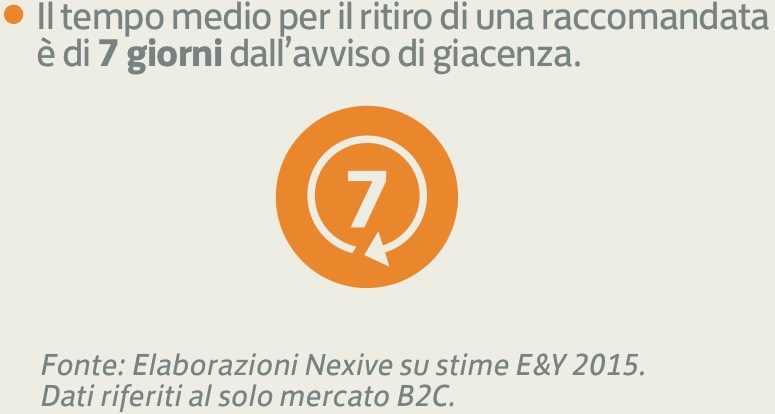 Il tempo medio per il ritiro di una raccomandata
è di 7 giorni dall'avviso di giacenza.
7
Fonte: Elaborazioni Nexive su stime E&Y 2015.
Dati riferiti al solo mercato B2C.